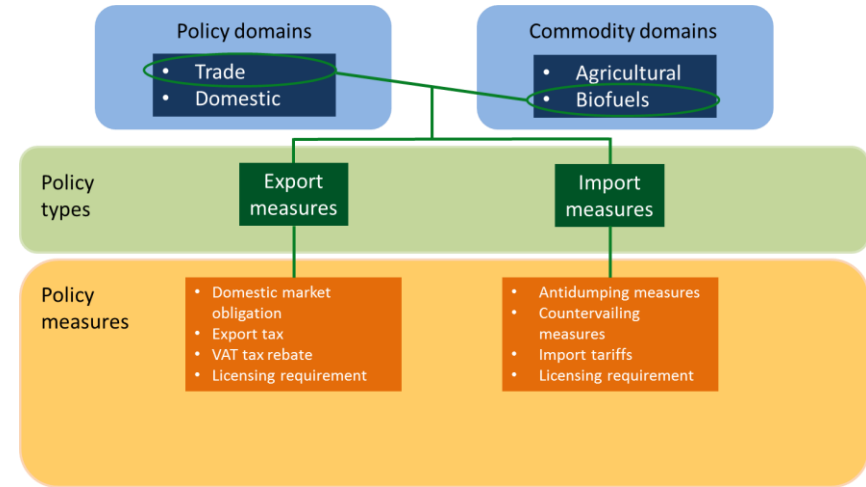 Policy domains
• Trade
• Domestic
Commodity domains
• Agricultural
• Biofuels
Policy
types
Export
measures
Import
measures
Policy
measures
• Domestic market
obligation
• Export tax
• VAT tax rebate
• Licensing requirement
• Antidumping measures
• Countervailing
measures
• Import tariffs
• Licensing requirement